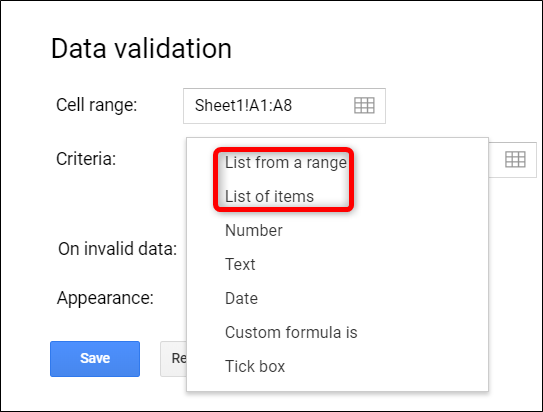 Data validation
Cell range: Sheet1!A1:A8
Criteria:
List from a range
List of items
Number
Text
Date
Custom formula is
Tick box
On invalid data:
Appearance:
Save